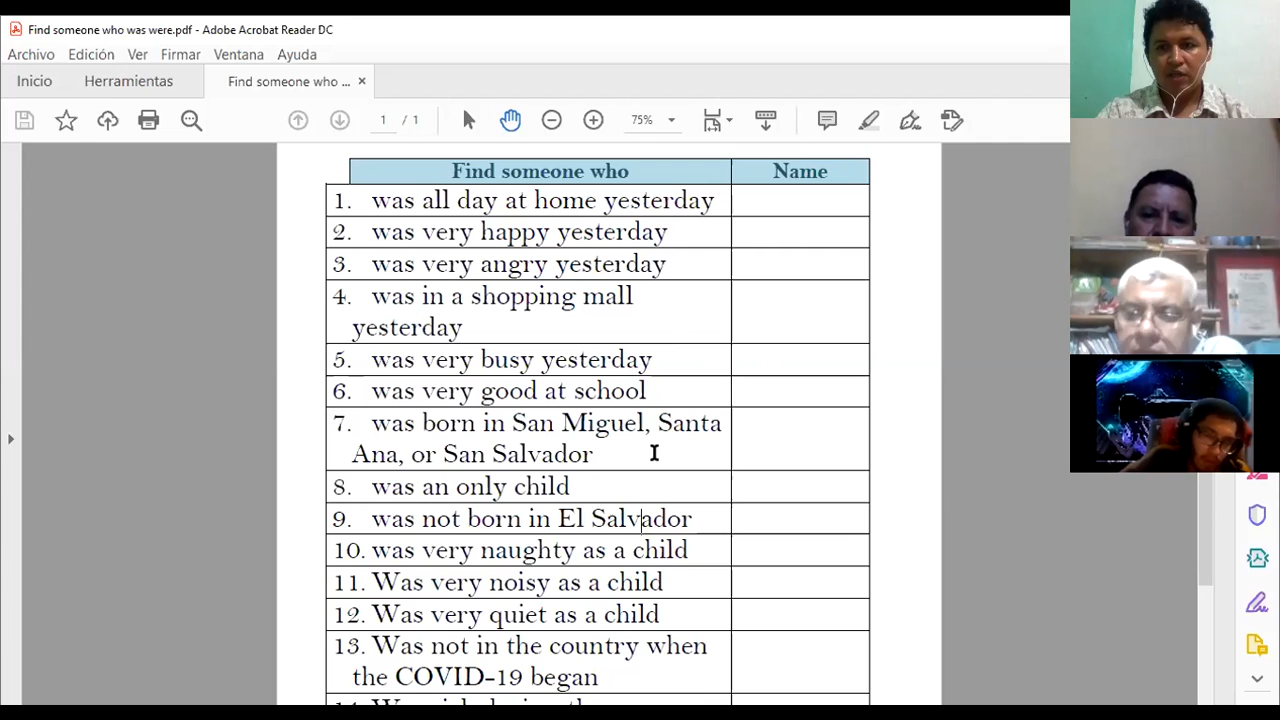 Find someone who was were.pdf - Adobe Acrobat Reader DC
Archivo Edición Ver Firmar Ventana Ayuda
Inicio Herramientas Find someone who ... ×
1 / 1 75%
Find someone who Name
1. was all day at home yesterday
2. was very happy yesterday
3. was very angry yesterday
4. was in a shopping mall
yesterday
5. was very busy yesterday
6. was very good at school
7. was born in San Miguel, Santa
Ana, or San Salvador
8. was an only child
9. was not born in El Salvador
10. was very naughty as a child
11. Was very noisy as a child
12. Was very quiet as a child
13. Was not in the country when
the COVID-19 began